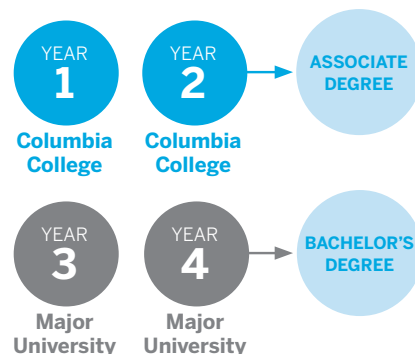 YEAR
1
Columbia
College
YEAR
2
Columbia
College
ASSOCIATE
DEGREE
YEAR
3
Major
University
YEAR
4
Major
University
BACHELOR'S
DEGREE